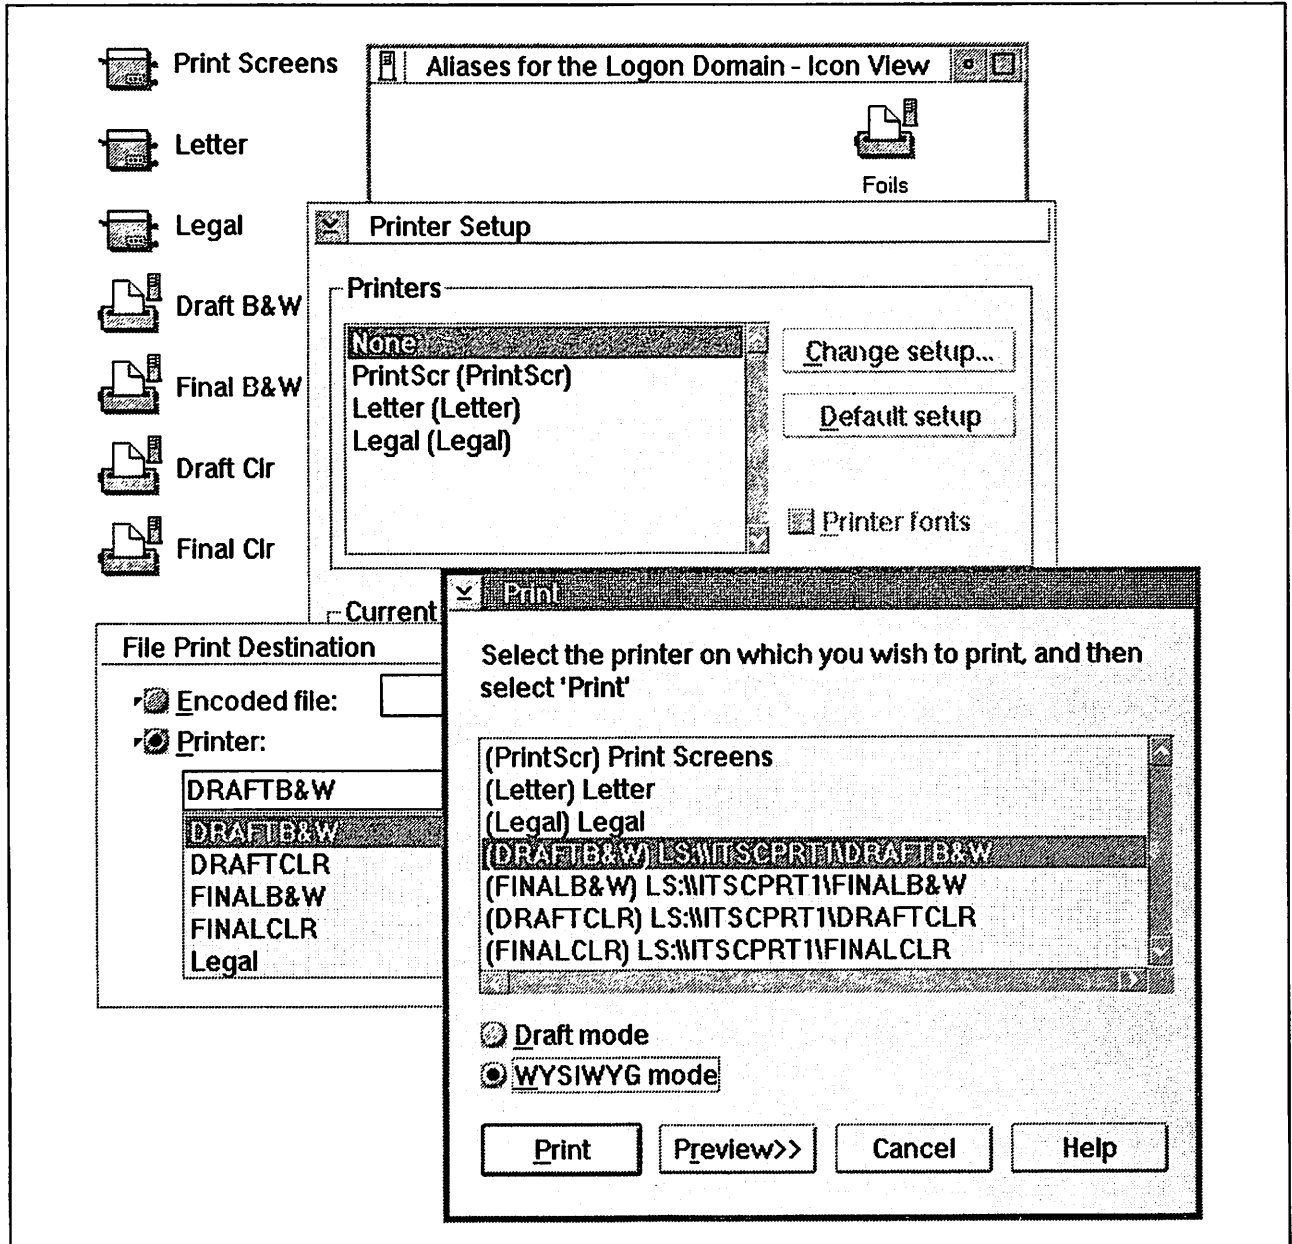 Print Screens
Letter
Legal
Draft B&W
Final B&W
Draft Clr
Final Clr
Aliases for the Logon Domain - Icon View
Foils
Printer Setup
Printers
None
PrintScr (PrintScr)
Letter (Letter)
Legal (Legal)
Change setup...
Default setup
Printer fonts
Current
File Print Destination
Encoded file:
Printer:
DRAFTB&W
DRAFTB&W
DRAFTCLR
FINALB&W
FINALCLR
Legal
Print
Select the printer on which you wish to print, and then
select 'Print'
(PrintScr) Print Screens
(Letter) Letter
(Legal) Legal
(DRAFTB&W) LS:\\ITSCPRT1\DRAFTB&W
(FINALB&W) LS:\\ITSCPRT1\FINALB&W
(DRAFTCLR) LS:\\ITSCPRT1\DRAFTCLR
(FINALCLR) LS:\\ITSCPRT1\FINALCLR
Draft mode
WYSIWYG mode
Print
Preview>>
Cancel
Help